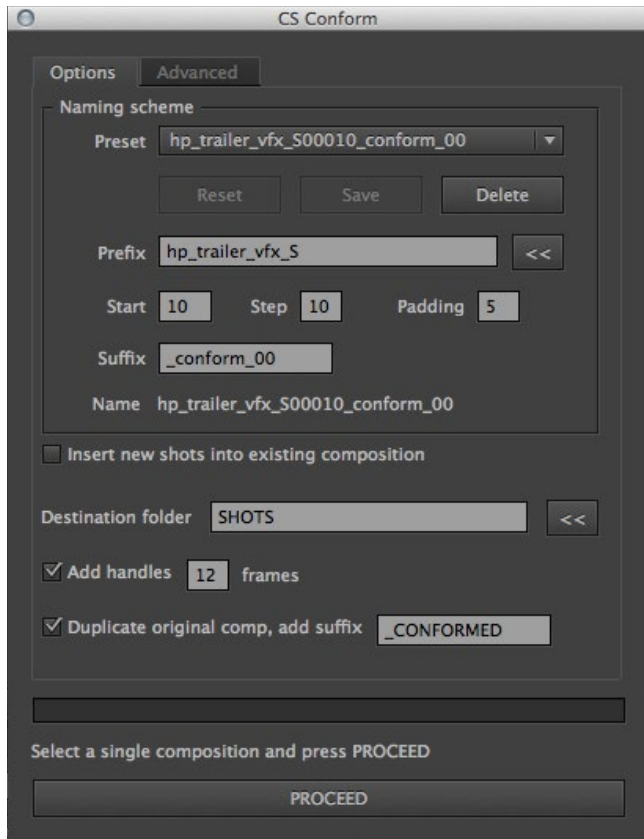 CS Conform
Options Advanced
Naming scheme
Preset hp_trailer_vfx_S00010_conform_00
Reset Save Delete
Prefix hp_trailer_vfx_S <<
Start 10 Step 10 Padding 5
Suffix _conform_00
Name hp_trailer_vfx_S00010_conform_00
Insert new shots into existing composition
Destination folder SHOTS <<
Add handles 12 frames
Duplicate original comp, add suffix _CONFORMED
Select a single composition and press PROCEED
PROCEED